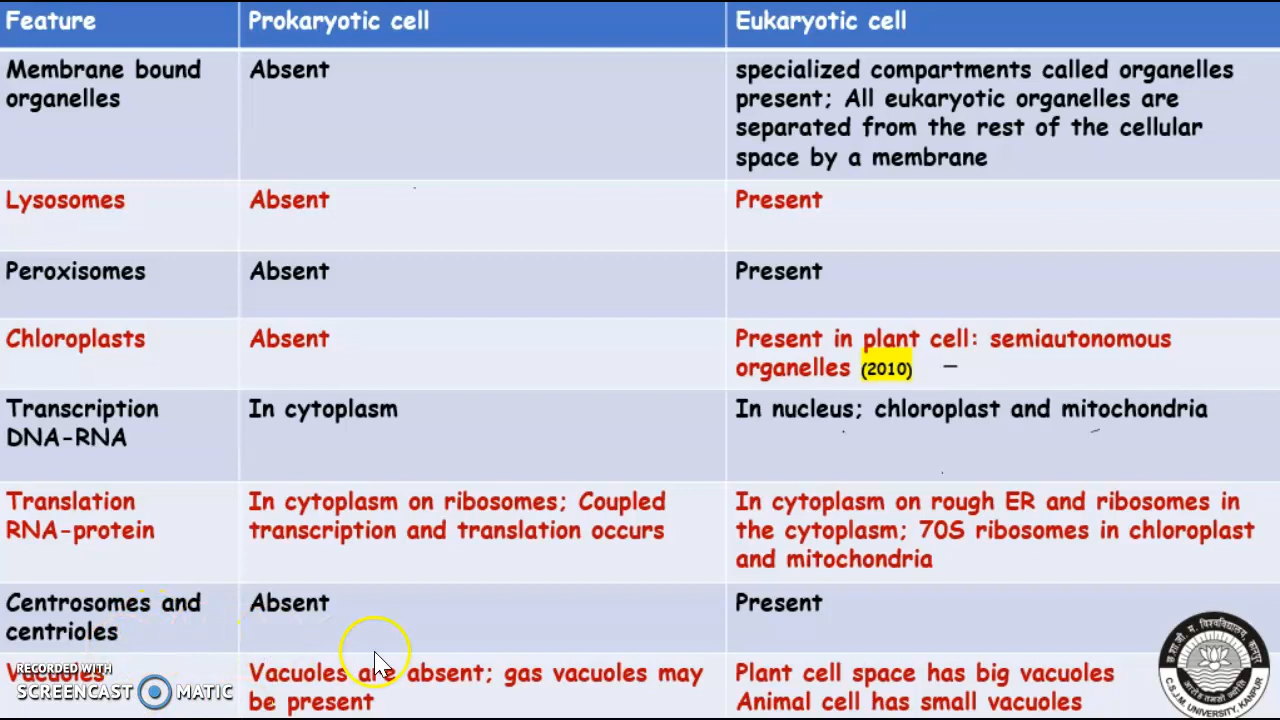 Feature
Prokaryotic cell
Eukaryotic cell
Membrane bound
organelles
Absent
specialized compartments called organelles
present; All eukaryotic organelles are
separated from the rest of the cellular
space by a membrane
Lysosomes
Absent
Present
Peroxisomes
Absent
Present
Chloroplasts
Absent
Present in plant cell: semiautonomous
organelles (2010)
Transcription
DNA-RNA
In cytoplasm
In nucleus; chloroplast and mitochondria
Translation
RNA-protein
In cytoplasm on ribosomes; Coupled
transcription and translation occurs
In cytoplasm on rough ER and ribosomes in
the cytoplasm; 70S ribosomes in chloroplast
and mitochondria
Centrosomes and
centrioles
Absent
Present
Vacuoles
Vacuoles are absent; gas vacuoles may
be present
Plant cell space has big vacuoles
Animal cell has small vacuoles
RECORDED WITH
SCREENCAST MATIC
C.S.J.M. UNIVERSITY, KANPUR